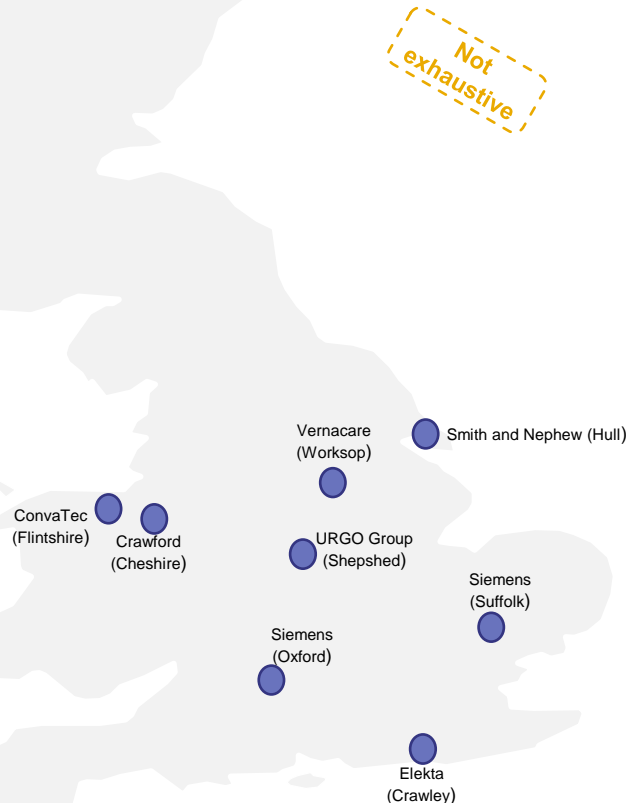 Not
exhaustive
Vernacare
(Worksop)
Smith and Nephew (Hull)
ConvaTec
(Flintshire)
Crawford
(Cheshire)
URGO Group
(Shepshed)
Siemens
(Suffolk)
Siemens
(Oxford)
Elekta
(Crawley)